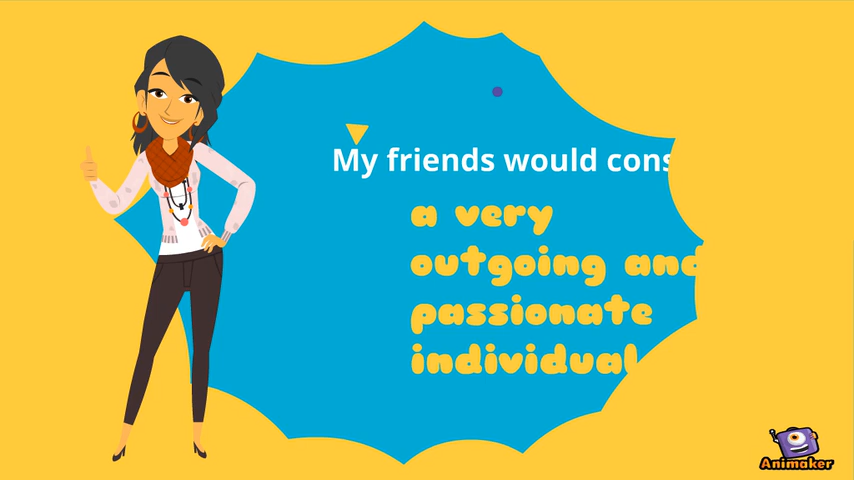 My friends would cons
a very
outgoing and
passionate
individual
Animaker